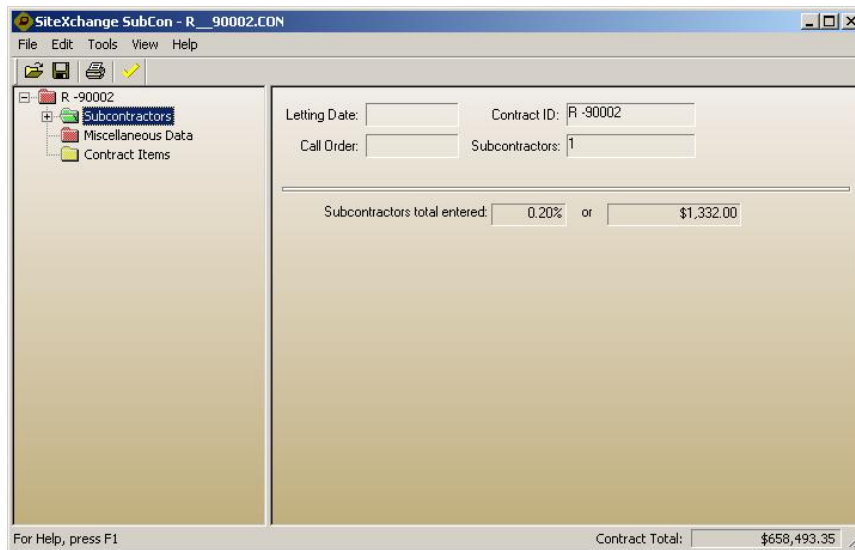 SiteXchange SubCon - R__90002.CON
File Edit Tools View Help
R -90002
Subcontractors
Miscellaneous Data
Contract Items
Letting Date: Contract ID: R -90002
Call Order: Subcontractors: 1
Subcontractors total entered: 0.20% or $1,332.00
For Help, press F1 Contract Total: $658,493.35